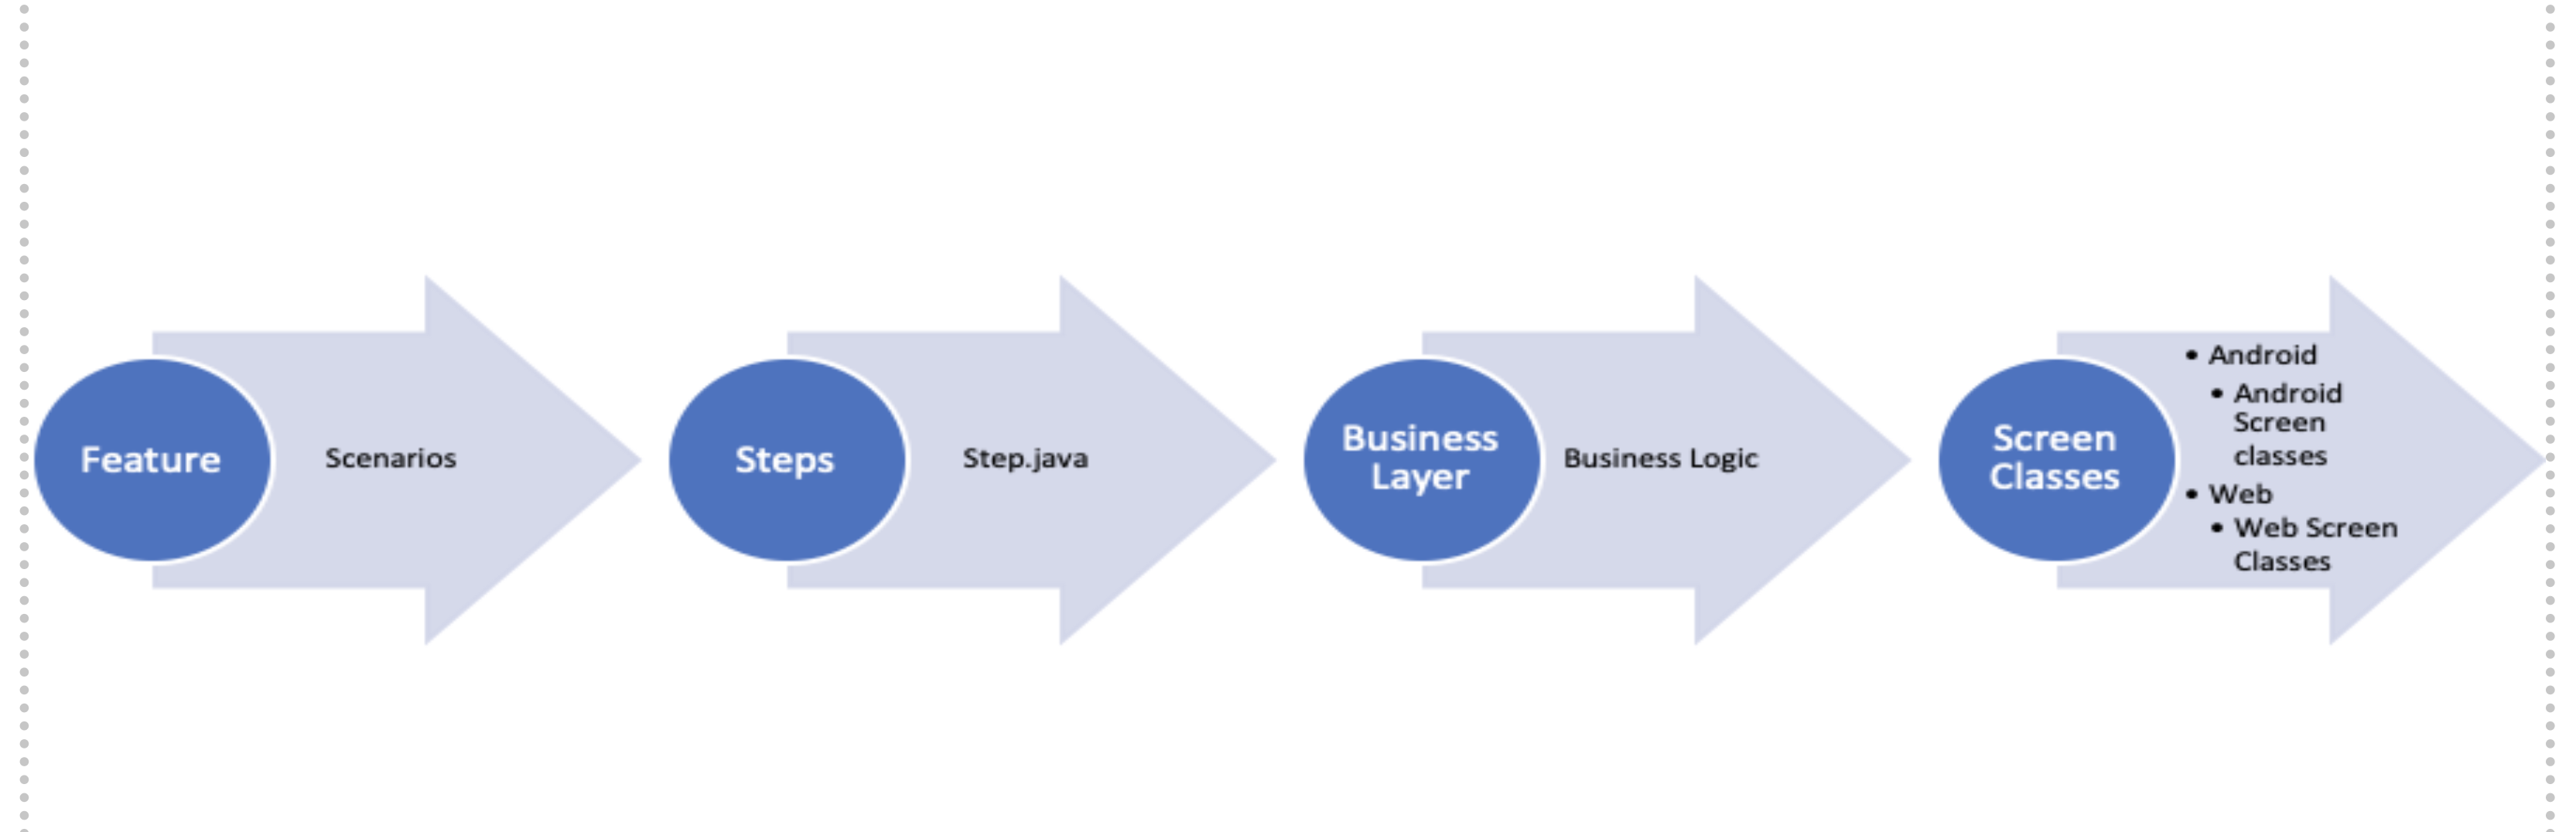 Feature
Scenarios
Steps
Step.java
Business
Layer
Business Logic
Screen
Classes
• Android
• Android
Screen
classes
• Web
• Web Screen
Classes